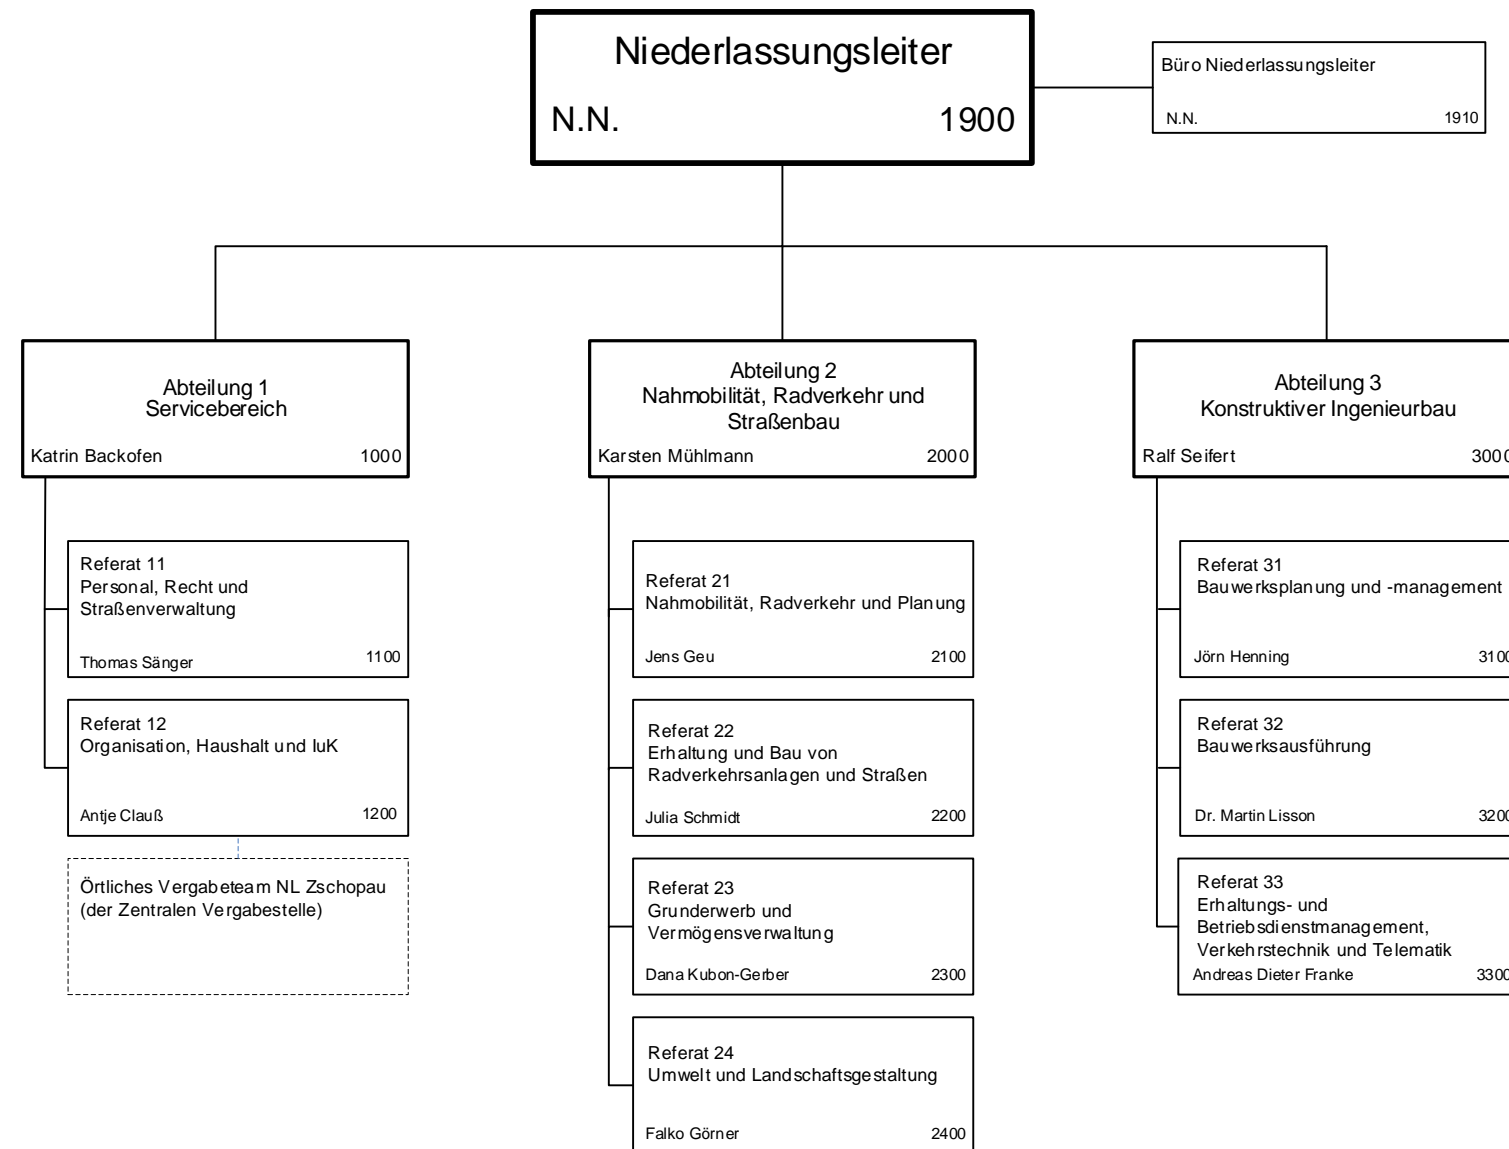 Niederlassungsleiter
N.N. 1900
Büro Niederlassungsleiter
N.N. 1910
Abteilung 1
Servicebereich
Katrin Backofen 1000
Referat 11
Personal, Recht und
Straßenverwaltung
Thomas Sänger 1100
Referat 12
Organisation, Haushalt und IuK
Antje Clauß 1200
Örtliches Vergabeteam NL Zschopau
(der Zentralen Vergabestelle)
Abteilung 2
Nahmobilität, Radverkehr und
Straßenbau
Karsten Mühlmann 2000
Referat 21
Nahmobilität, Radverkehr und Planung
Jens Geu 2100
Referat 22
Erhaltung und Bau von
Radverkehrsanlagen und Straßen
Julia Schmidt 2200
Referat 23
Grunderwerb und
Vermögensverwaltung
Dana Kubon-Gerber 2300
Referat 24
Umwelt und Landschaftsgestaltung
Falko Görner 2400
Abteilung 3
Konstruktiver Ingenieurbau
Ralf Seifert 3000
Referat 31
Bauwerksplanung und -management
Jörn Henning 3100
Referat 32
Bauwerksausführung
Dr. Martin Lisson 3200
Referat 33
Erhaltungs- und
Betriebsdienstmanagement,
Verkehrstechnik und Telematik
Andreas Dieter Franke 3300